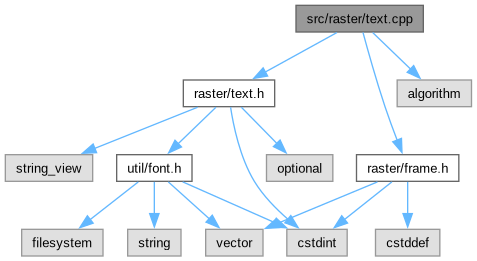 src/raster/text.cpp
raster/text.h
algorithm
string_view
util/font.h
optional
raster/frame.h
filesystem
string
vector
cstdint
cstddef